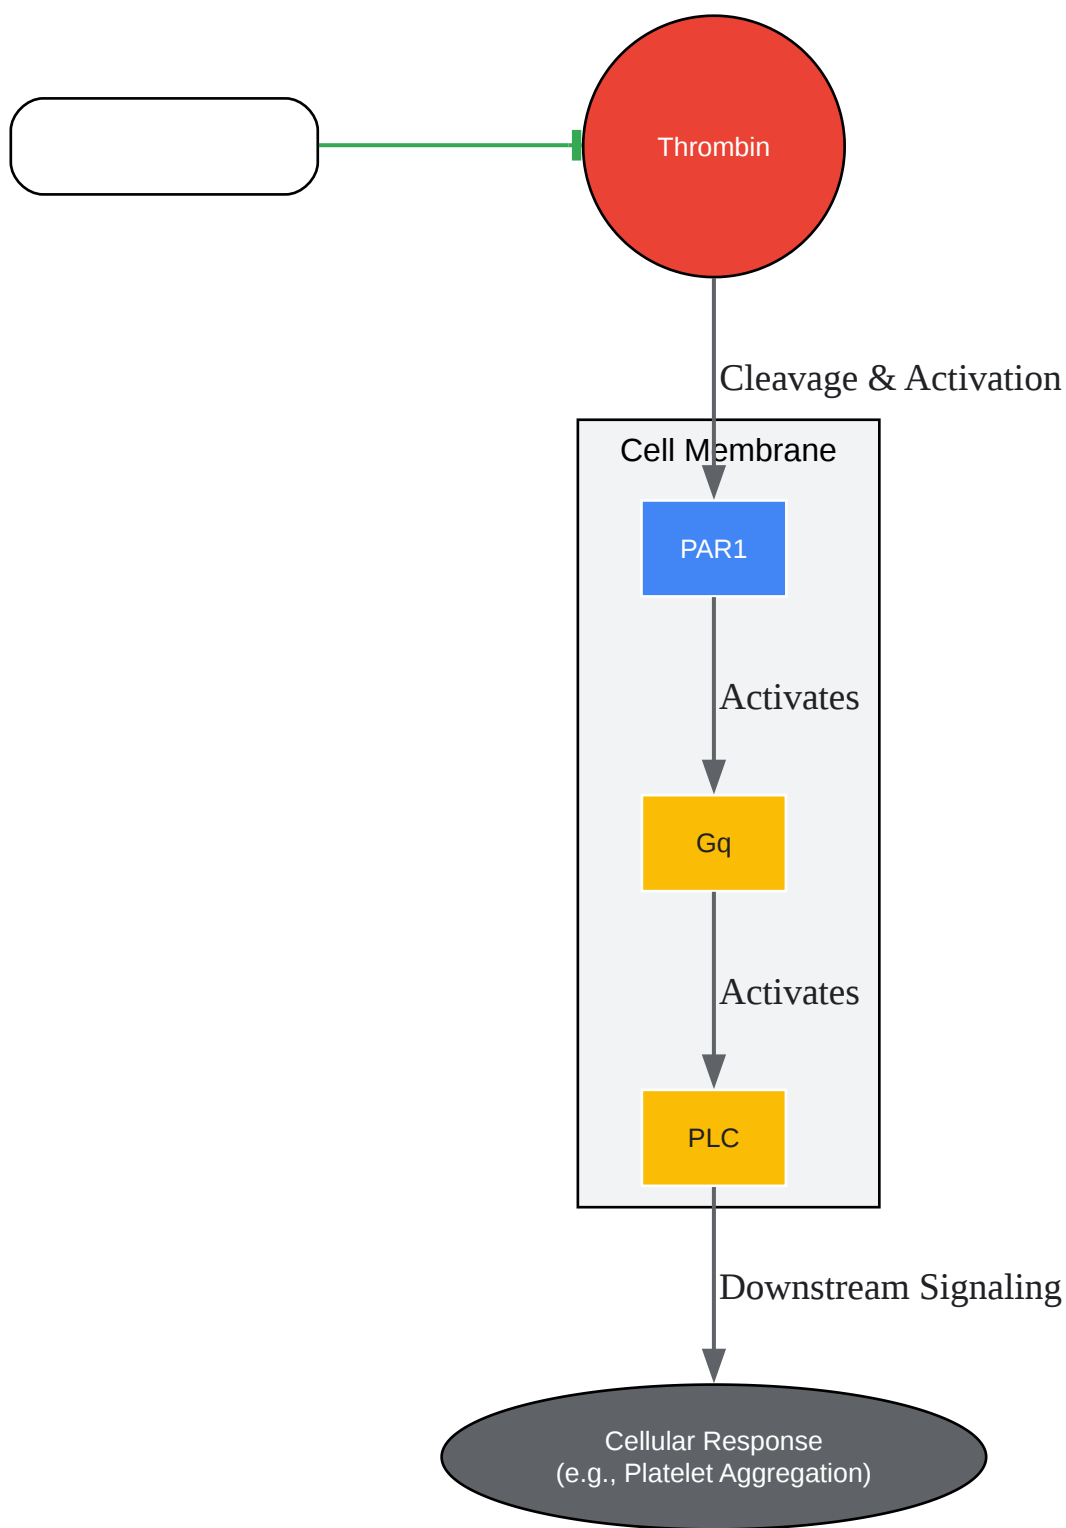 Thrombin
Cleavage & Activation
Cell Membrane
PAR1
Activates
Gq
Activates
PLC
Downstream Signaling
Cellular Response
(e.g., Platelet Aggregation)